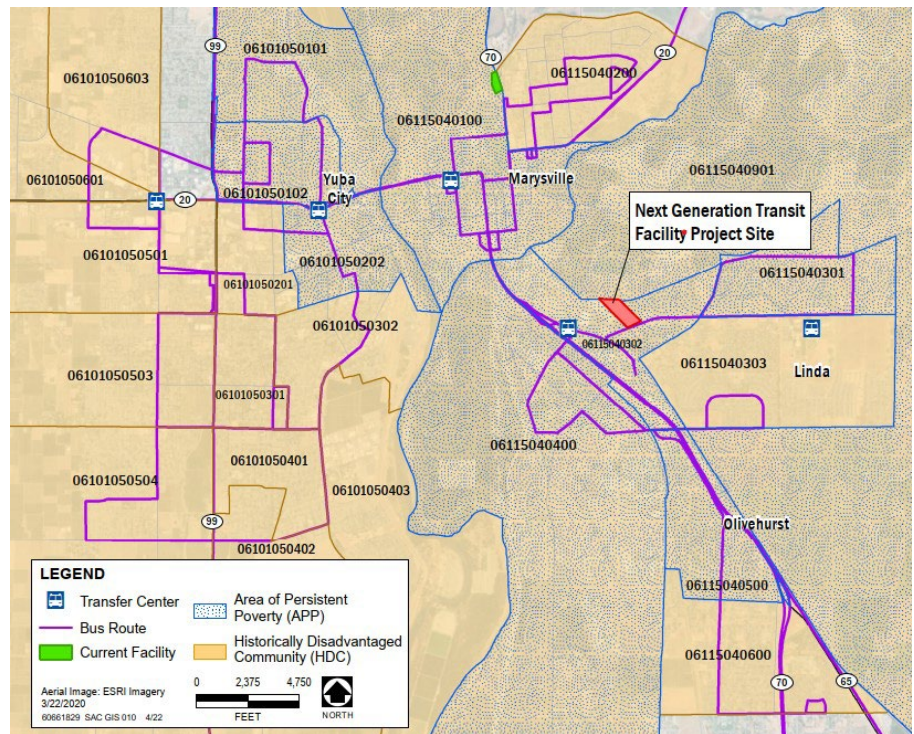 99
06101050101
70
20
06101050603
06115040200
06115040100
06115040901
06101050601
20
06101050102
Yuba
City
Marysville
Next Generation Transit
Facility Project Site
06101050501
06101050202
06115040301
06101050201
06101050302
06115040302
06115040303
06101050503
Linda
06101050301
06115040400
06101050401
06101050504
06101050403
99
Olivehurst
06101050402
06115040500
06115040600
70
65
LEGEND
Transfer Center
Bus Route
Current Facility
Area of Persistent
Poverty (APP)
Historically Disadvantaged
Community (HDC)
Aerial Image: ESRI Imagery
3/22/2020
60661829 SAC GIS 010 4/22
0 2,375 4,750
FEET
NORTH